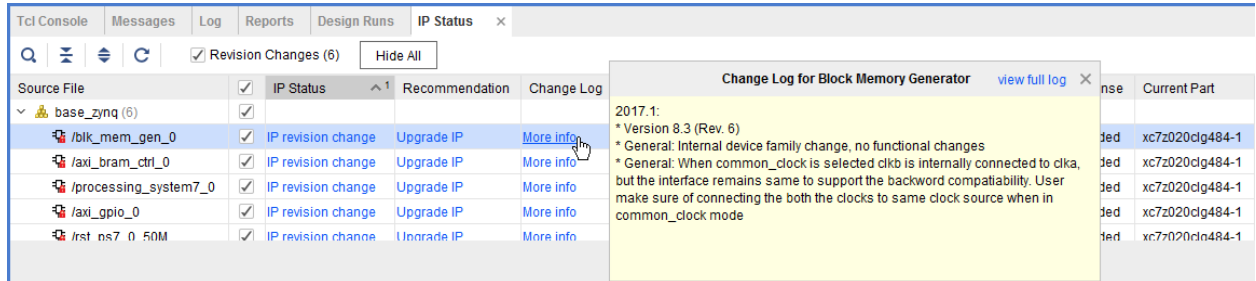 Tcl Console Messages Log Reports Design Runs IP Status
Revision Changes (6) Hide All
Source File IP Status 1 Recommendation Change Log nse Current Part
base_zynq (6)
/blk_mem_gen_0 IP revision change Upgrade IP More info ded xc7z020clg484-1
/axi_bram_ctrl_0 IP revision change Upgrade IP More info ded xc7z020clg484-1
/processing_system7_0 IP revision change Upgrade IP More info ded xc7z020clg484-1
/axi_gpio_0 IP revision change Upgrade IP More info ded xc7z020clg484-1
/rst_ps7_0_50M IP revision change Upgrade IP More info ded xc7z020clg484-1
Change Log for Block Memory Generator view full log
2017.1:
* Version 8.3 (Rev. 6)
* General: Internal device family change, no functional changes
* General: When common_clock is selected clkb is internally connected to clka,
but the interface remains same to support the backword compatiability. User
make sure of connecting the both the clocks to same clock source when in
common_clock mode